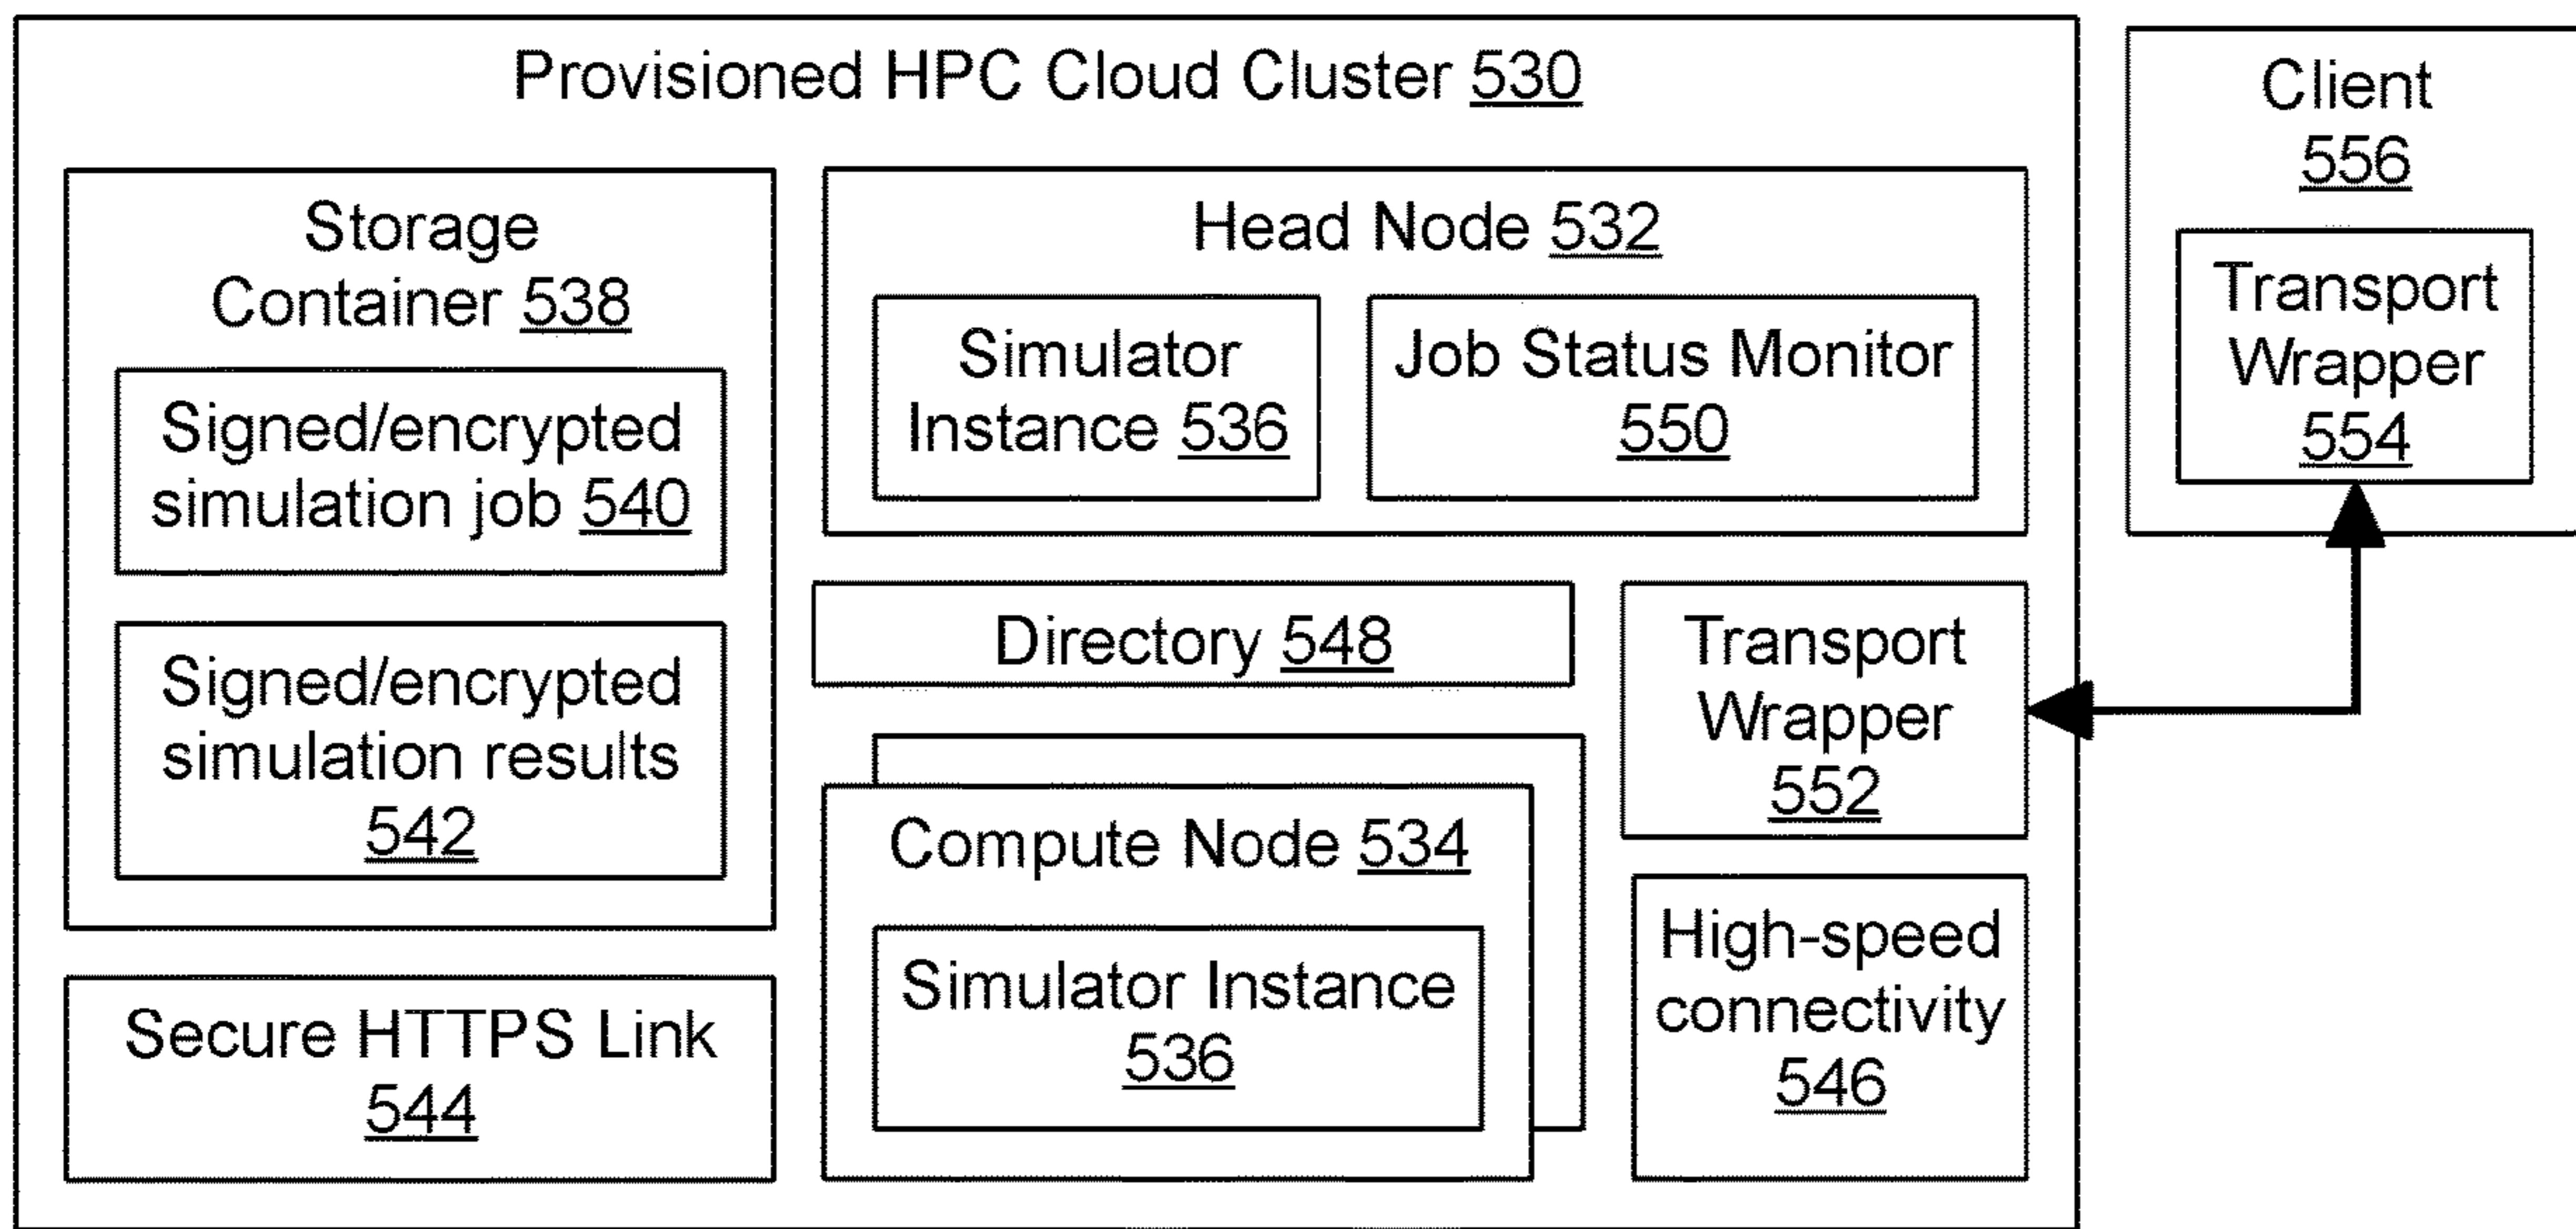 Provisioned HPC Cloud Cluster 530
Storage
Container 538
Signed/encrypted
simulation job 540
Signed/encrypted
simulation results
542
Secure HTTPS Link
544
Head Node 532
Simulator
Instance 536
Job Status Monitor
550
Directory 548
Compute Node 534
Simulator Instance
536
Transport
Wrapper
552
High-speed
connectivity
546
Client
556
Transport
Wrapper
554